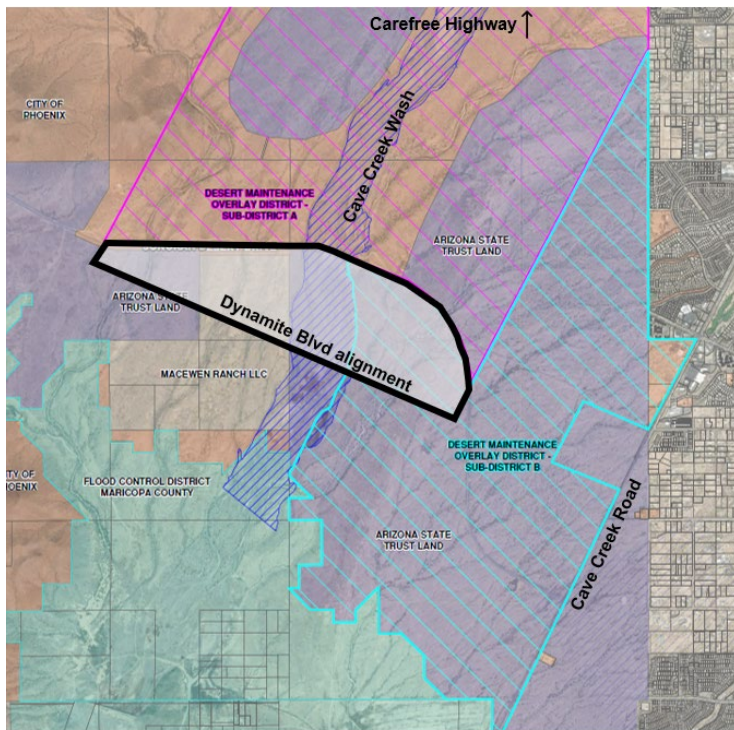 Carefree Highway ↑
CITY OF
PHOENIX
Cave Creek Wash
DESERT MAINTENANCE
OVERLAY DISTRICT -
SUB-DISTRICT A
ARIZONA STATE
TRUST LAND
ARIZONA STATE
TRUST LAND
Dynamite Blvd alignment
MACEWEN RANCH LLC
DESERT MAINTENANCE
OVERLAY DISTRICT -
SUB-DISTRICT B
TY OF
OENIX
FLOOD CONTROL DISTRICT
MARICOPA COUNTY
ARIZONA STATE
TRUST LAND
Cave Creek Road